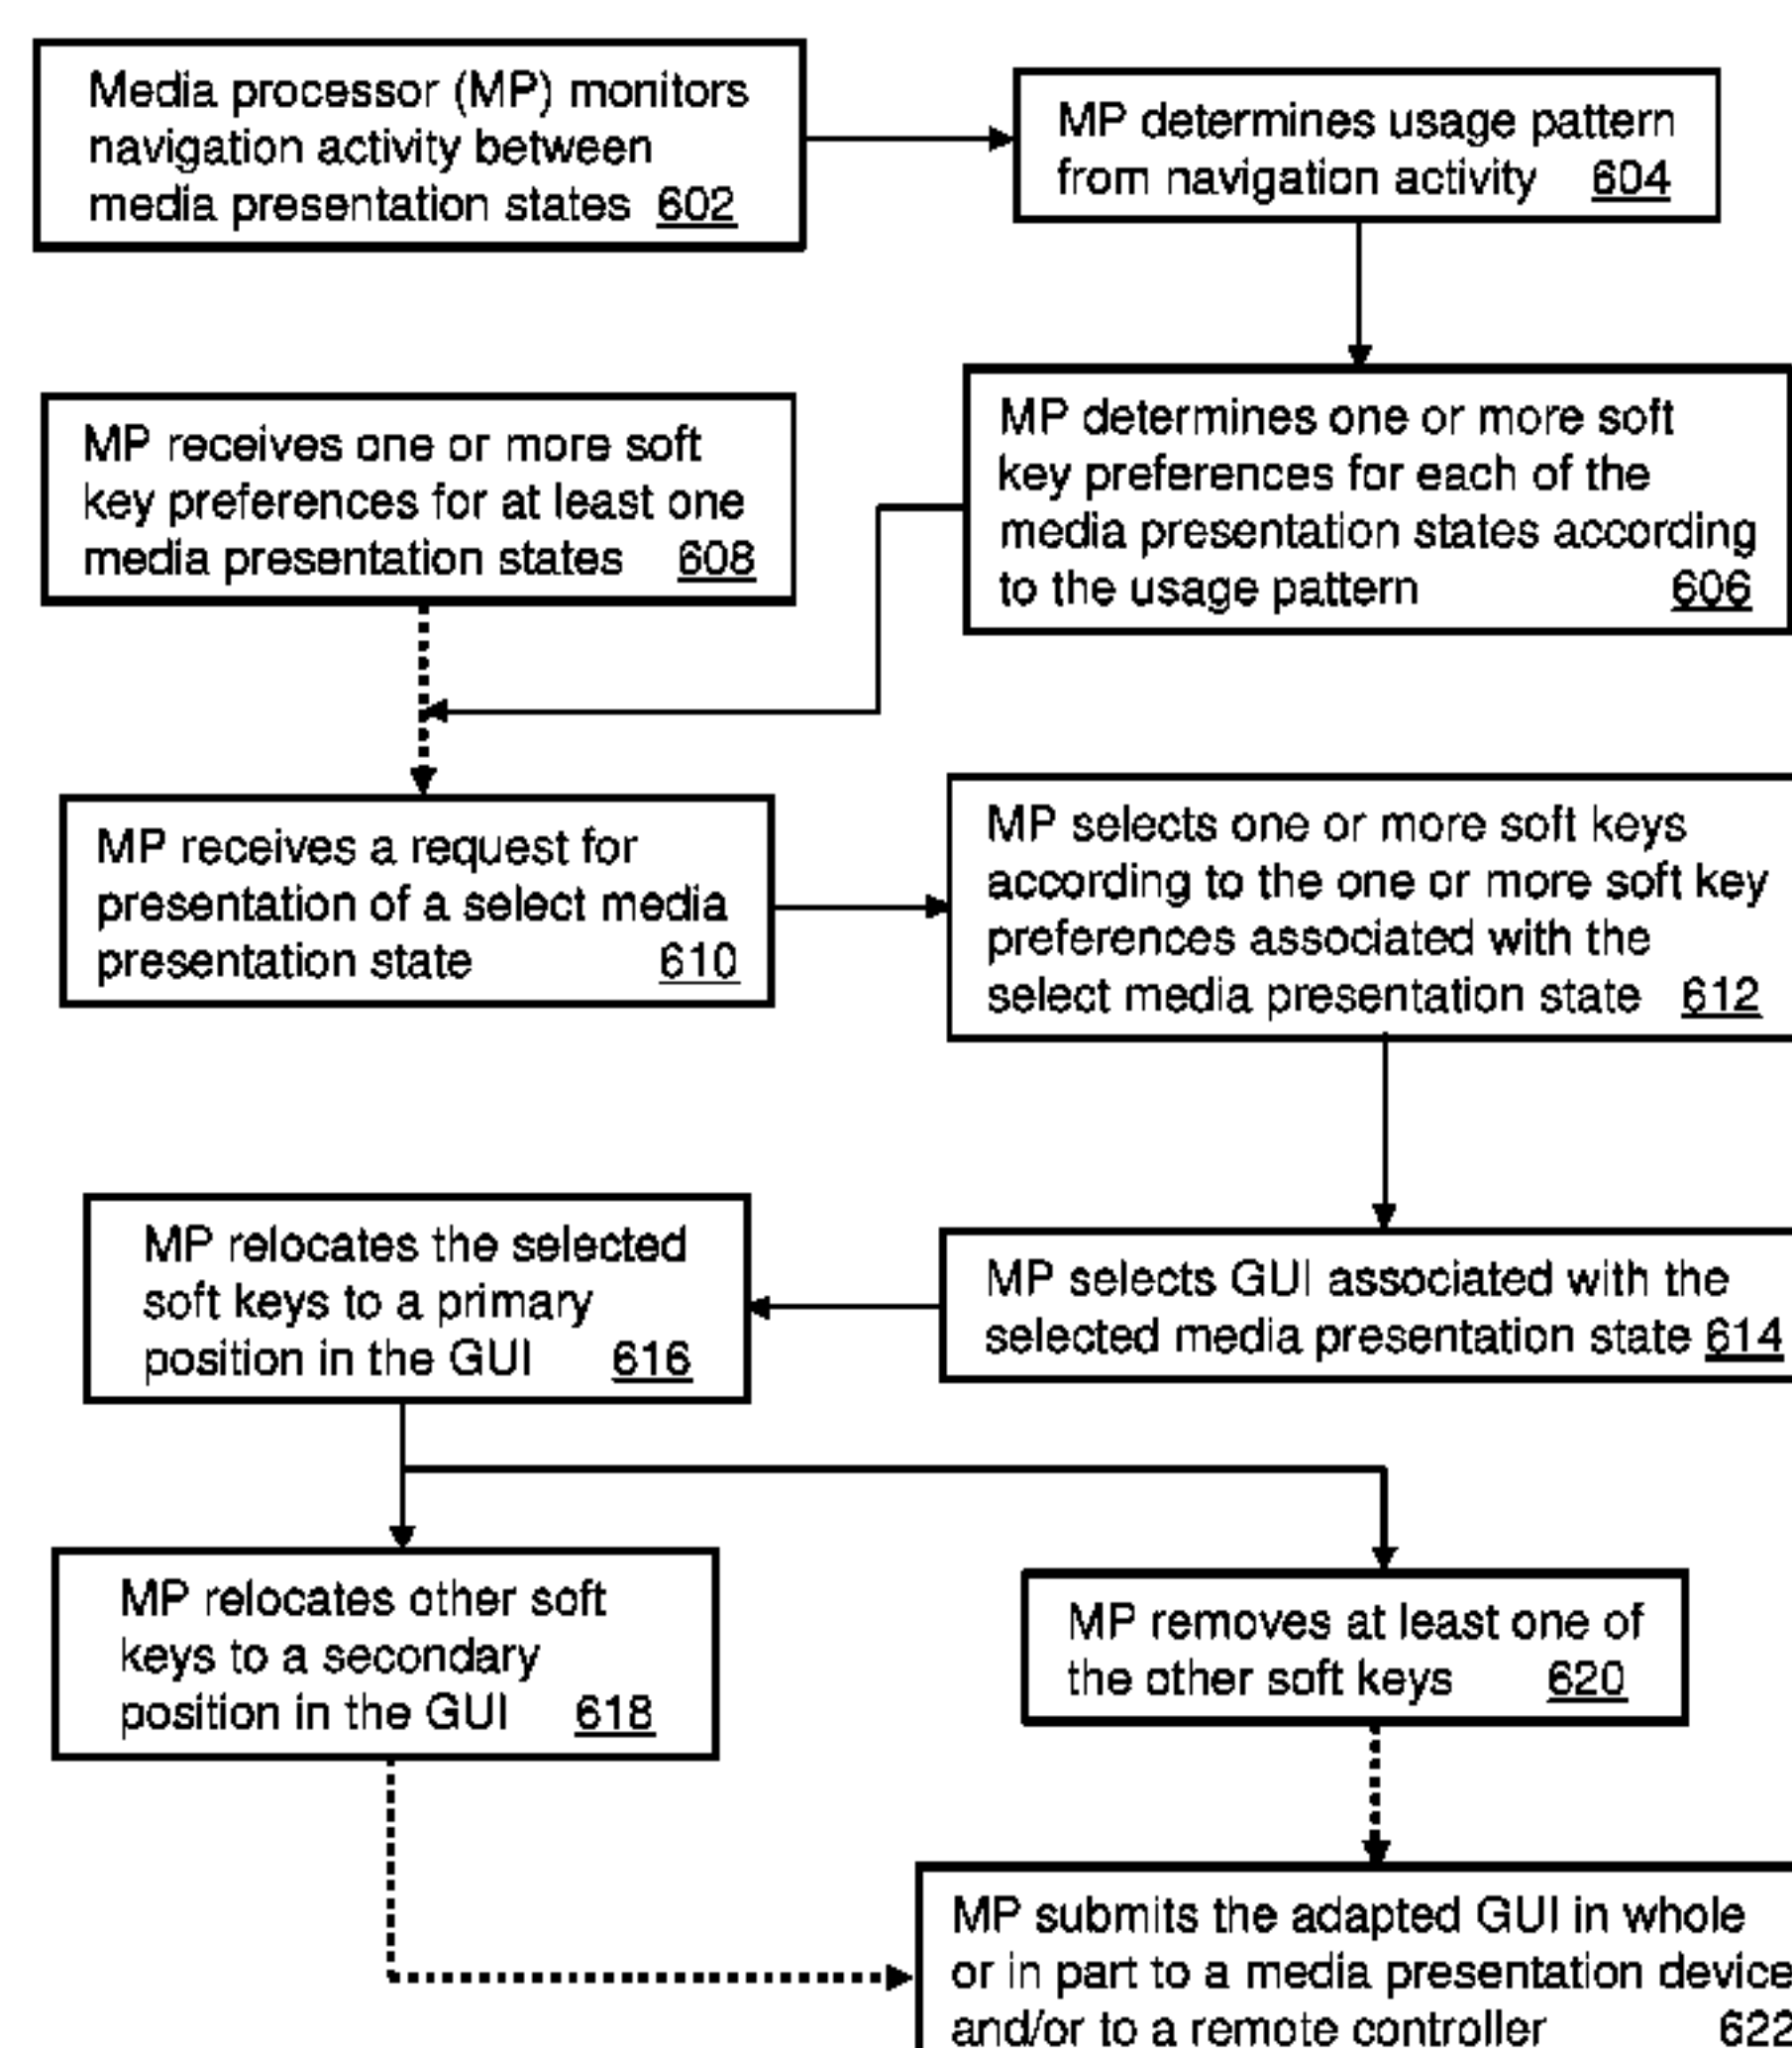 Media processor (MP) monitors
navigation activity between
media presentation states 602
MP determines usage pattern
from navigation activity 604
MP determines one or more soft
key preferences for each of the
media presentation states according
to the usage pattern 606
MP receives one or more soft
key preferences for at least one
media presentation states 608
MP receives a request for
presentation of a select media
presentation state 610
MP selects one or more soft keys
according to the one or more soft key
preferences associated with the
select media presentation state 612
MP selects GUI associated with the
selected media presentation state 614
MP relocates the selected
soft keys to a primary
position in the GUI 616
MP relocates other soft
keys to a secondary
position in the GUI 618
MP removes at least one of
the other soft keys 620
MP submits the adapted GUI in whole
or in part to a media presentation device
and/or to a remote controller 622